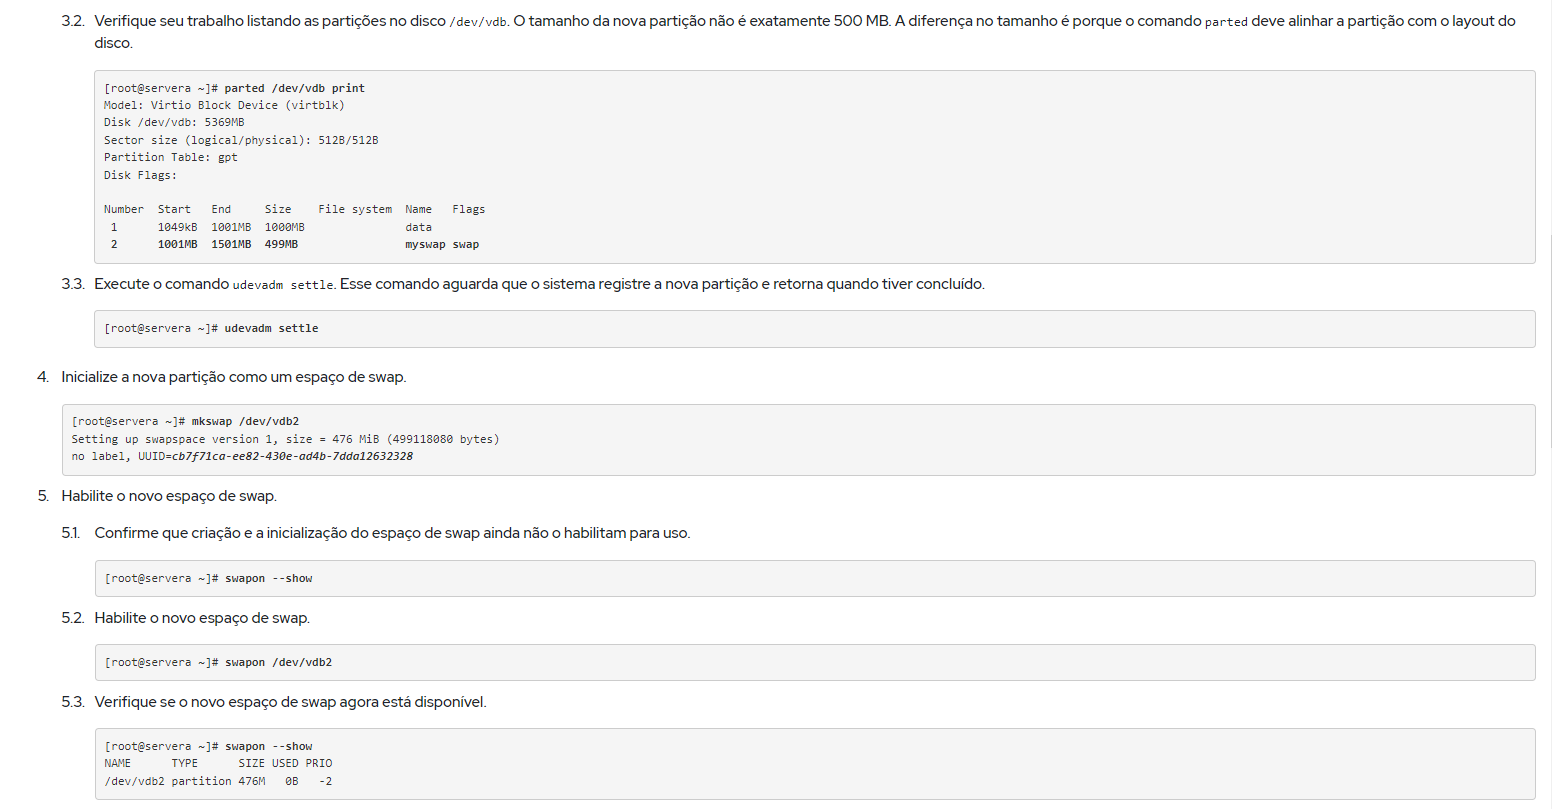 3.2. Verifique seu trabalho listando as partições no disco /dev/vdb. O tamanho da nova partição não é exatamente 500 MB. A diferença no tamanho é porque o comando parted deve alinhar a partição com o layout do
disco.
[root@servera ~]# parted /dev/vdb print
Model: Virtio Block Device (virtblk)
Disk /dev/vdb: 5369MB
Sector size (logical/physical): 512B/512B
Partition Table: gpt
Disk Flags:
Number  Start   End     Size    File system  Name   Flags
 1      1049kB  1001MB  1000MB               data
 2      1001MB  1501MB  499MB                myswap swap
3.3. Execute o comando udevadm settle. Esse comando aguarda que o sistema registre a nova partição e retorna quando tiver concluído.
[root@servera ~]# udevadm settle
4. Inicialize a nova partição como um espaço de swap.
[root@servera ~]# mkswap /dev/vdb2
Setting up swapspace version 1, size = 476 MiB (499118080 bytes)
no label, UUID=cb7f71ca-ee82-430e-ad4b-7dda12632328
5. Habilite o novo espaço de swap.
5.1. Confirme que criação e a inicialização do espaço de swap ainda não o habilitam para uso.
[root@servera ~]# swapon --show
5.2. Habilite o novo espaço de swap.
[root@servera ~]# swapon /dev/vdb2
5.3. Verifique se o novo espaço de swap agora está disponível.
[root@servera ~]# swapon --show
NAME      TYPE      SIZE USED PRIO
/dev/vdb2 partition 476M   0B   -2